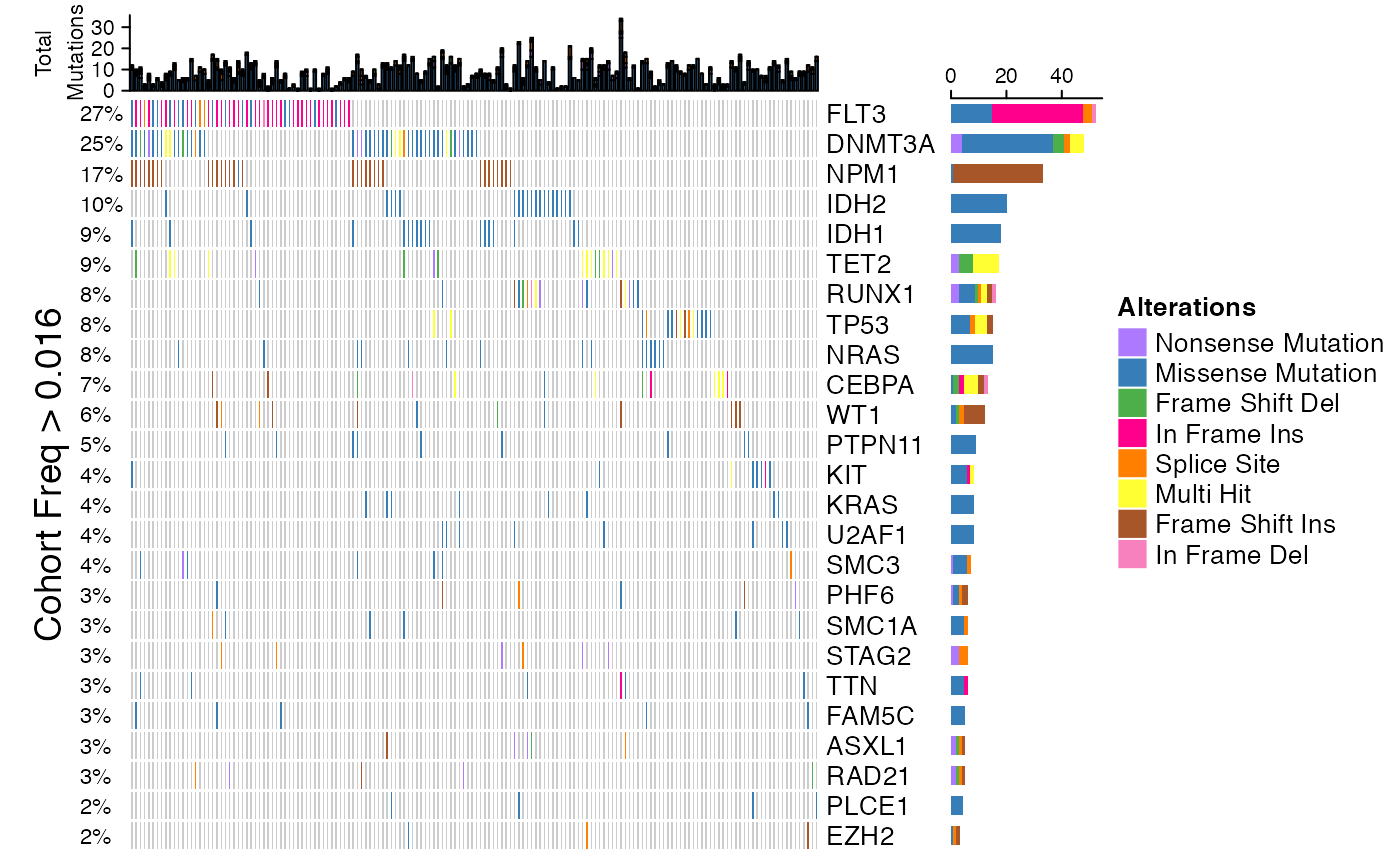 Total
Mutations
30
20
10
0
0 20 40
27% FLT3
25% DNMT3A
17% NPM1
10% IDH2
9% IDH1
9% TET2
8% RUNX1
8% TP53
8% NRAS
7% CEBPA
6% WT1
5% PTPN11
4% KIT
4% KRAS
4% U2AF1
4% SMC3
3% PHF6
3% SMC1A
3% STAG2
3% TTN
3% FAM5C
3% ASXL1
3% RAD21
2% PLCE1
2% EZH2
Cohort Freq > 0.016
Alterations
Nonsense Mutation
Missense Mutation
Frame Shift Del
In Frame Ins
Splice Site
Multi Hit
Frame Shift Ins
In Frame Del